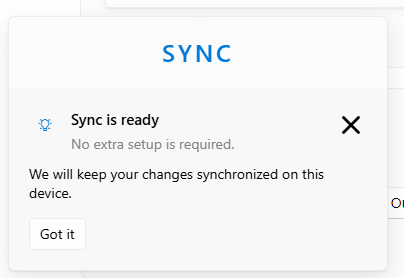 SYNC
Sync is ready
No extra setup is required.
We will keep your changes synchronized on this
device.
Got it